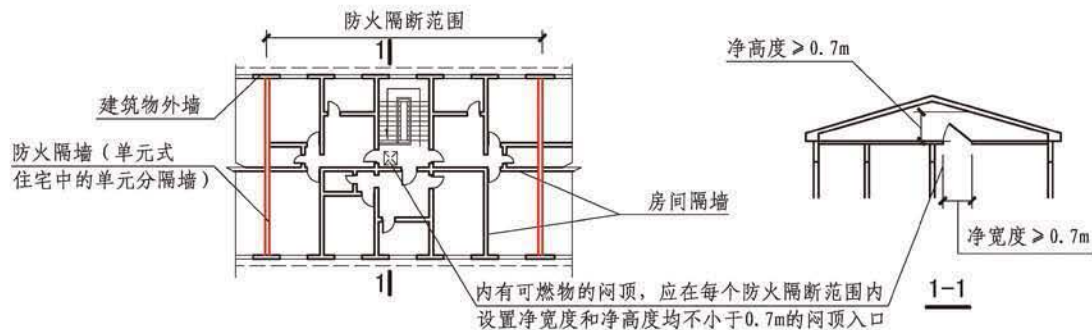 防火隔断范围
1
净高度≥0.7m
建筑物外墙
防火隔墙（单元式
住宅中的单元分隔墙）
房间隔墙
净宽度≥0.7m
1
内有可燃物的闷顶，应在每个防火隔断范围内
设置净宽度和净高度均不小于0.7m的闷顶入口
1-1